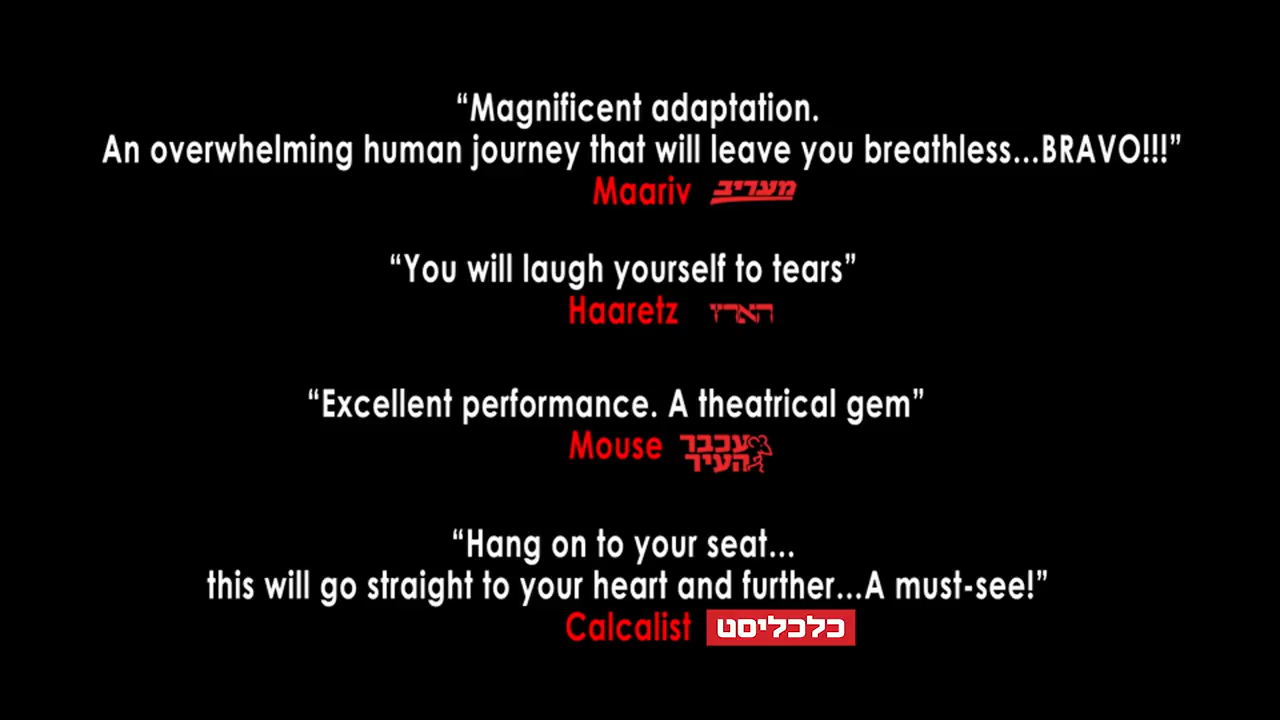 “Magnificent adaptation.
An overwhelming human journey that will leave you breathless...BRAVO!!!”
Maariv מעריב
“You will laugh yourself to tears”
Haaretz הארץ
“Excellent performance. A theatrical gem”
Mouse עכבר
העיר
“Hang on to your seat...
this will go straight to your heart and further...A must-see!”
Calcalist כלכליסט